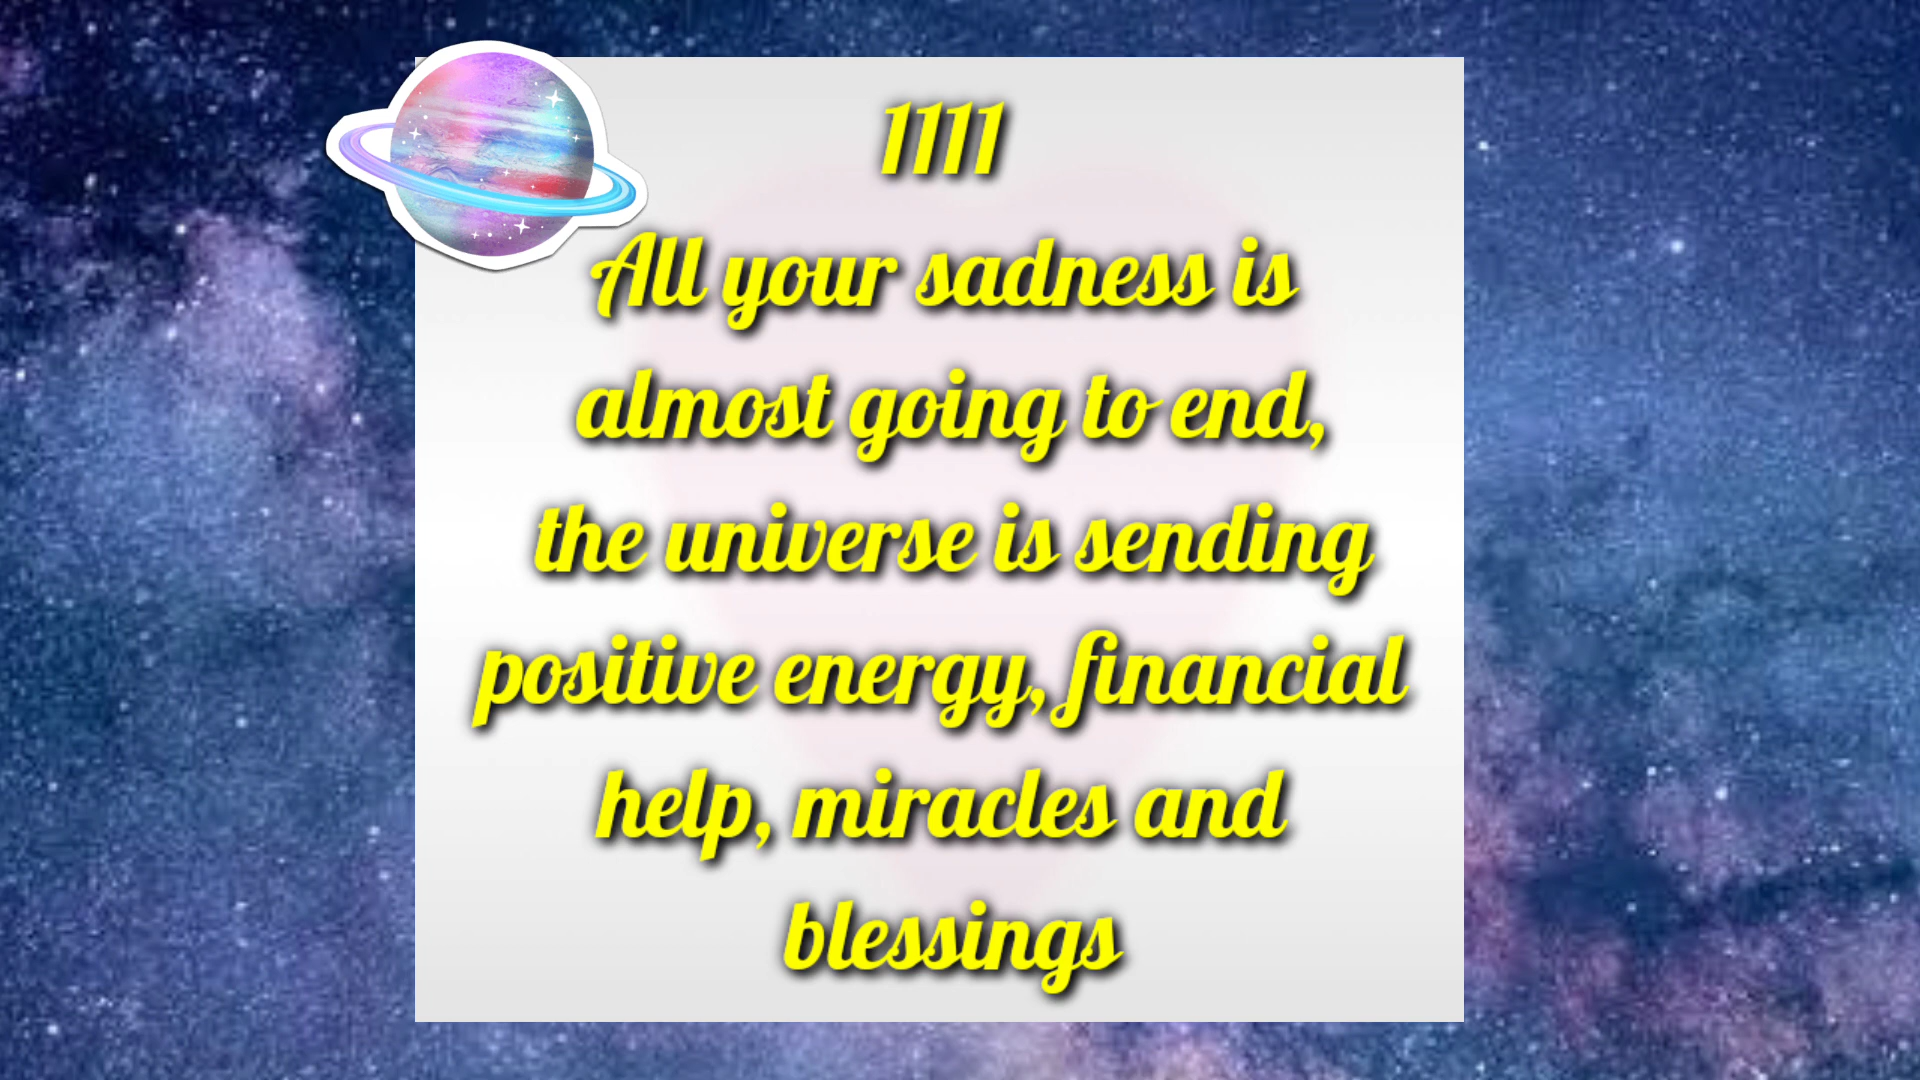 1111
All your sadness is
almost going to end,
the universe is sending
positive energy, financial
help, miracles and
blessings